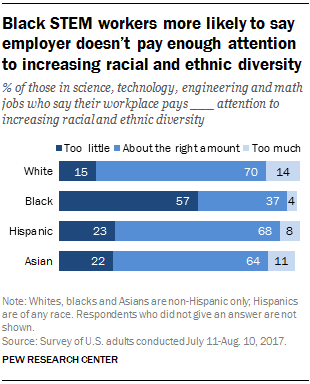 Black STEM workers more likely to say
employer doesn't pay enough attention
to increasing racial and ethnic diversity
% of those in science, technology, engineering and math
jobs who say their workplace pays ___ attention to
increasing racial and ethnic diversity
Too little About the right amount Too much
White 15 70 14
Black 57 37 4
Hispanic 23 68 8
Asian 22 64 11
Note: Whites, blacks and Asians are non-Hispanic only; Hispanics
are of any race. Respondents who did not give an answer are not
shown.
Source: Survey of U.S. adults conducted July 11-Aug. 10, 2017.
PEW RESEARCH CENTER